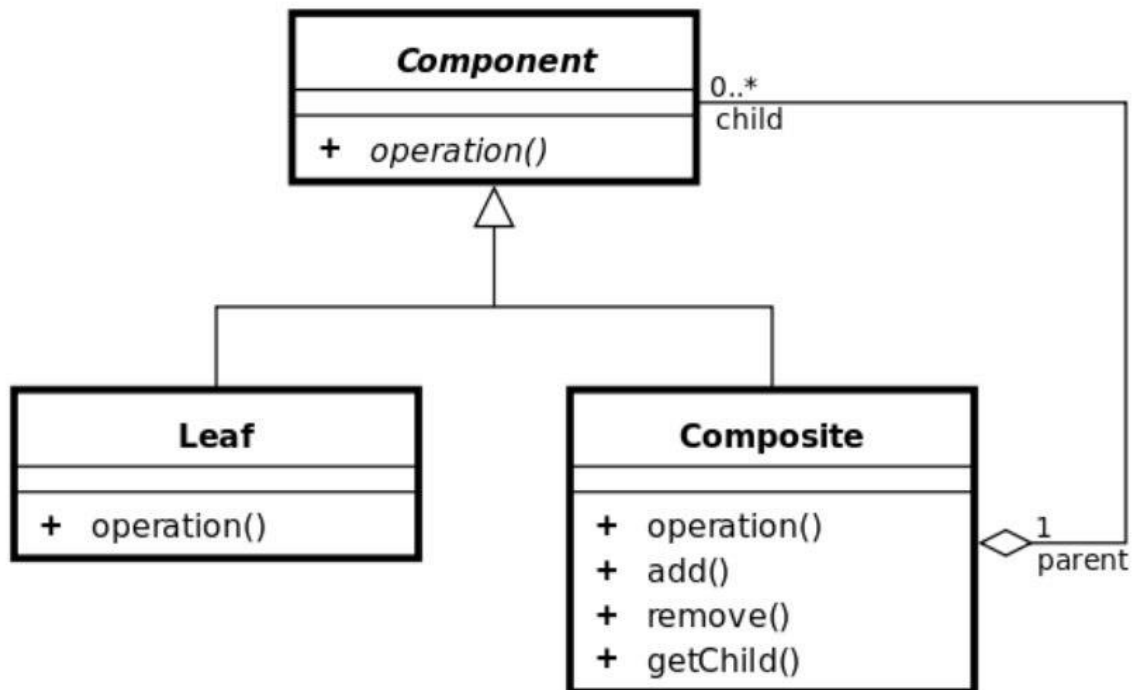 Component
+ operation()
0..*
child
Leaf
+ operation()
Composite
+ operation()
+ add()
+ remove()
+ getChild()
1
parent